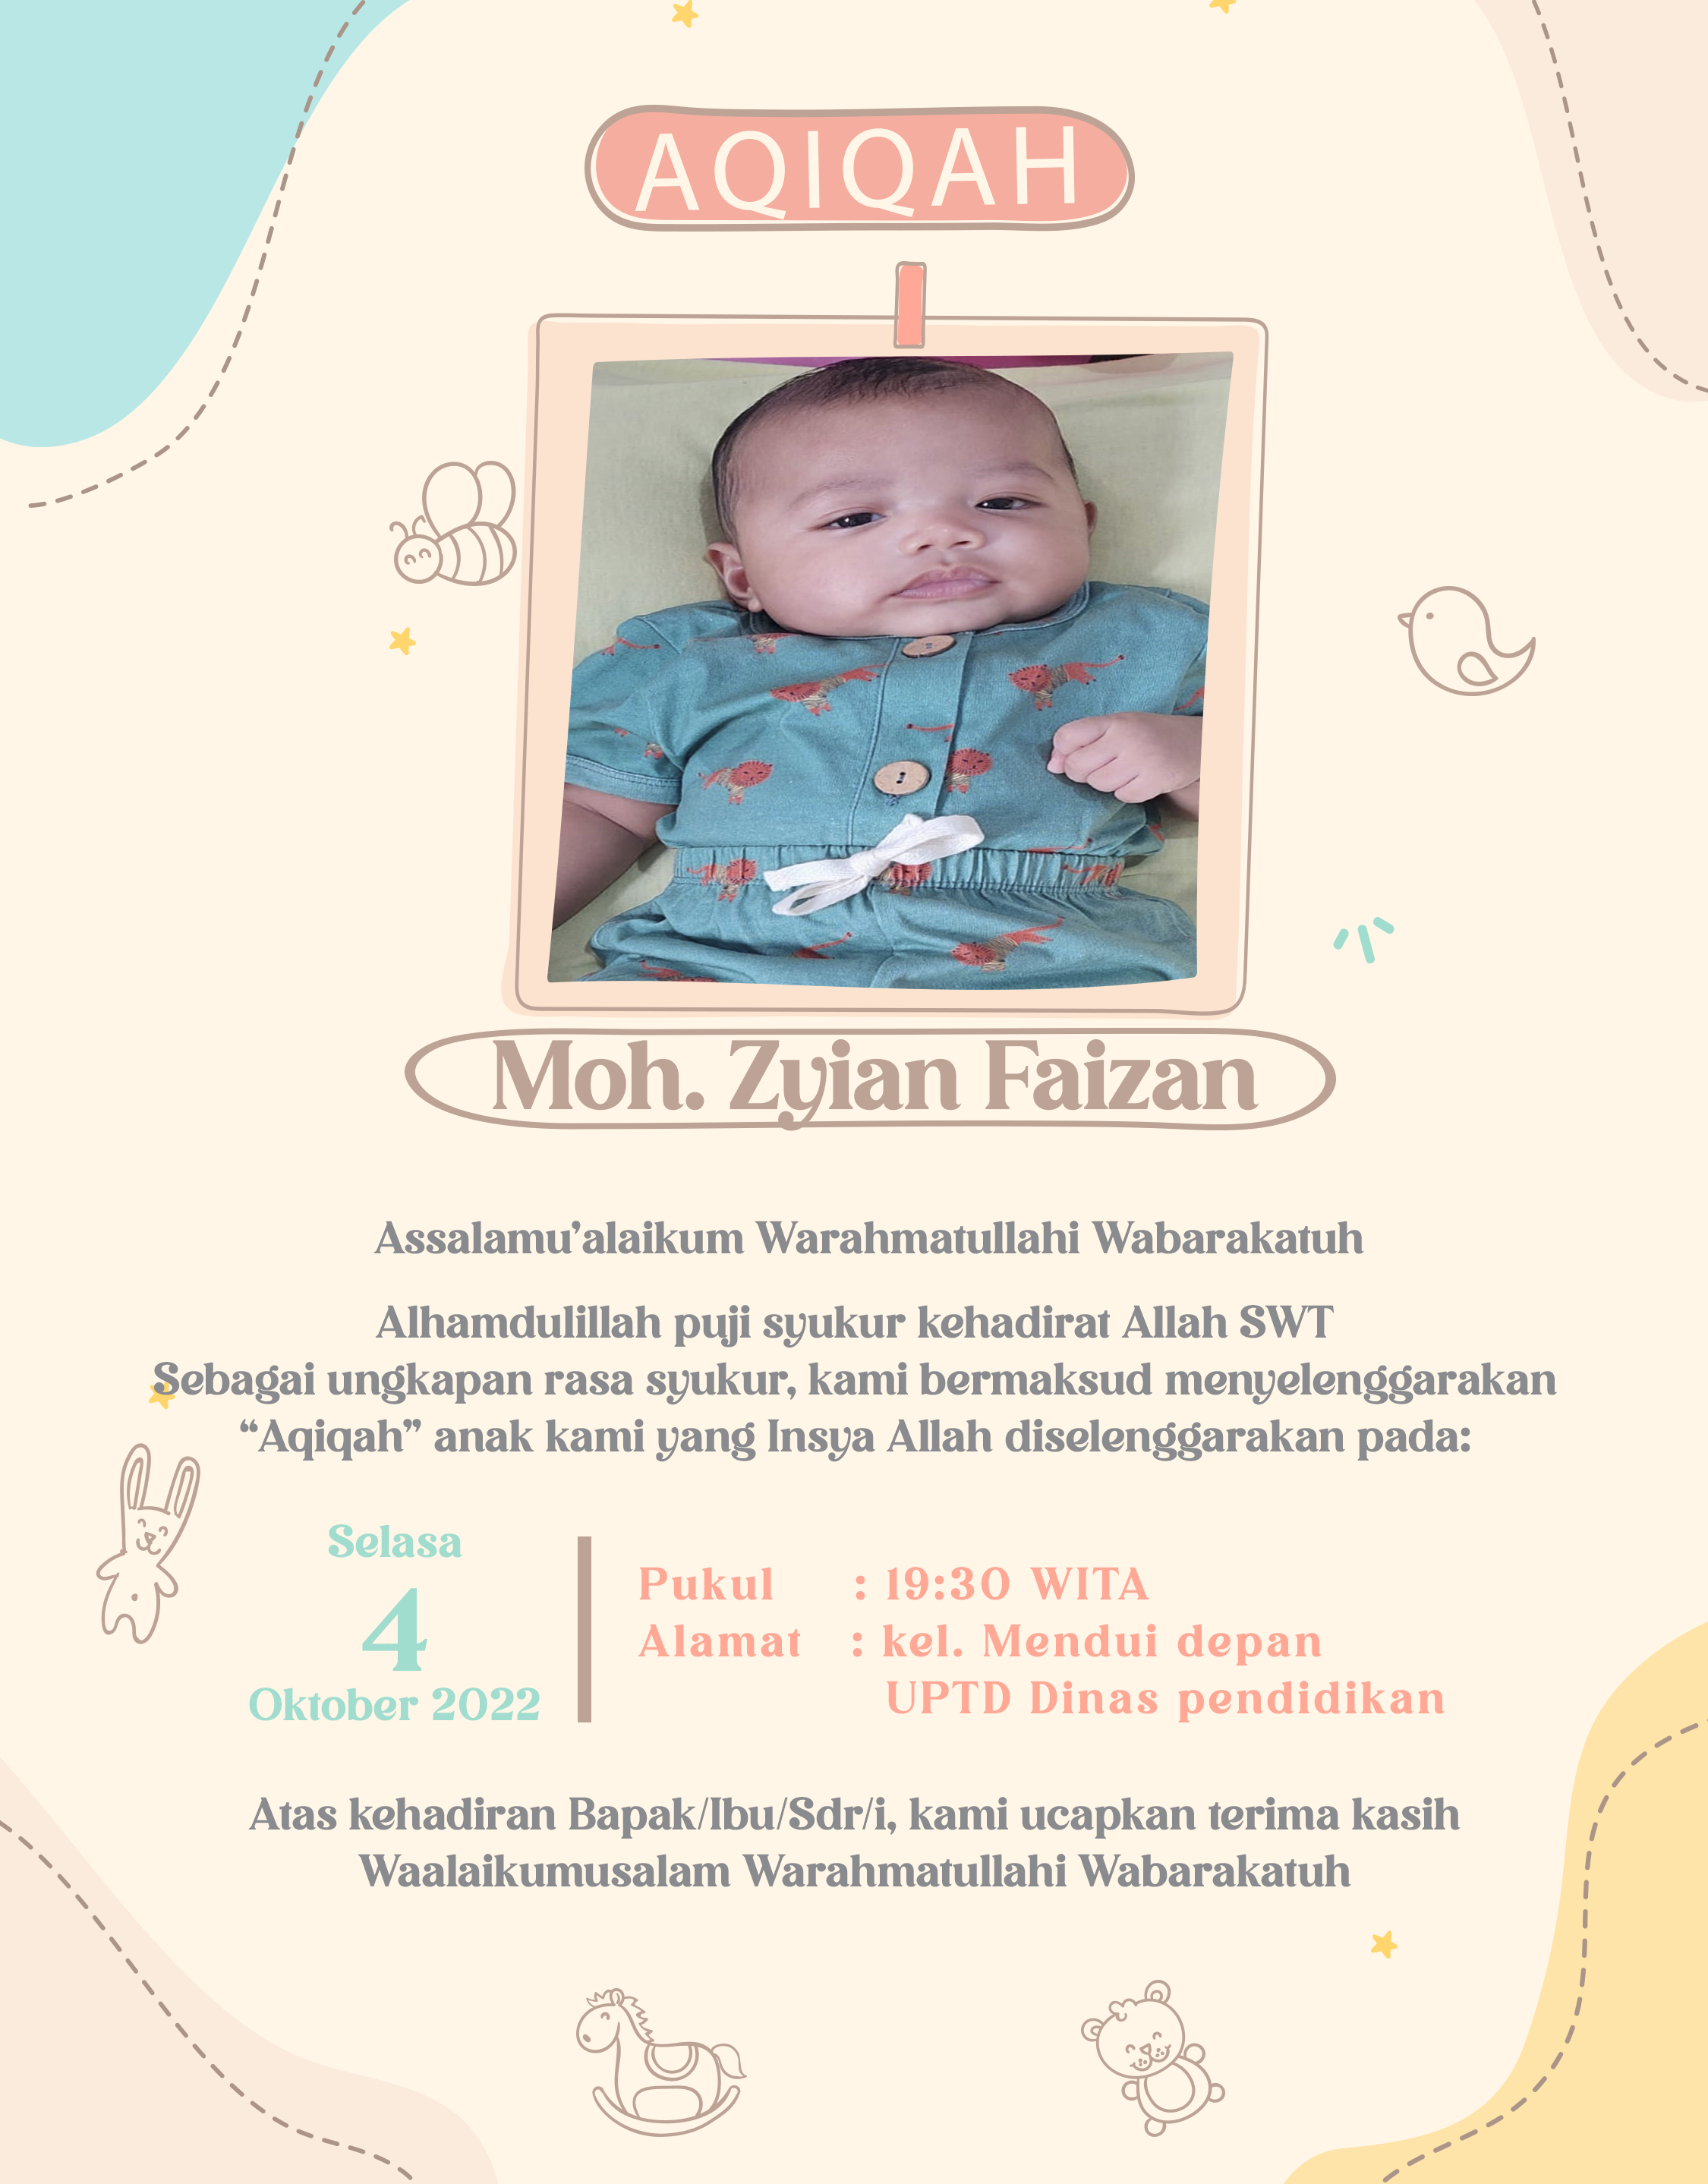 AQIQAH
Moh. Zyian Faizan
Assalamu’alaikum Warahmatullahi Wabarakatuh
Alhamdulillah puji syukur kehadirat Allah SWT
Sebagai ungkapan rasa syukur, kami bermaksud menyelenggarakan
“Aqiqah” anak kami yang Insya Allah diselenggarakan pada:
Selasa
4
Oktober 2022
Pukul : 19:30 WITA
Alamat : kel. Mendui depan
UPTD Dinas pendidikan
Atas kehadiran Bapak/Ibu/Sdr/i, kami ucapkan terima kasih
Waalaikumusalam Warahmatullahi Wabarakatuh